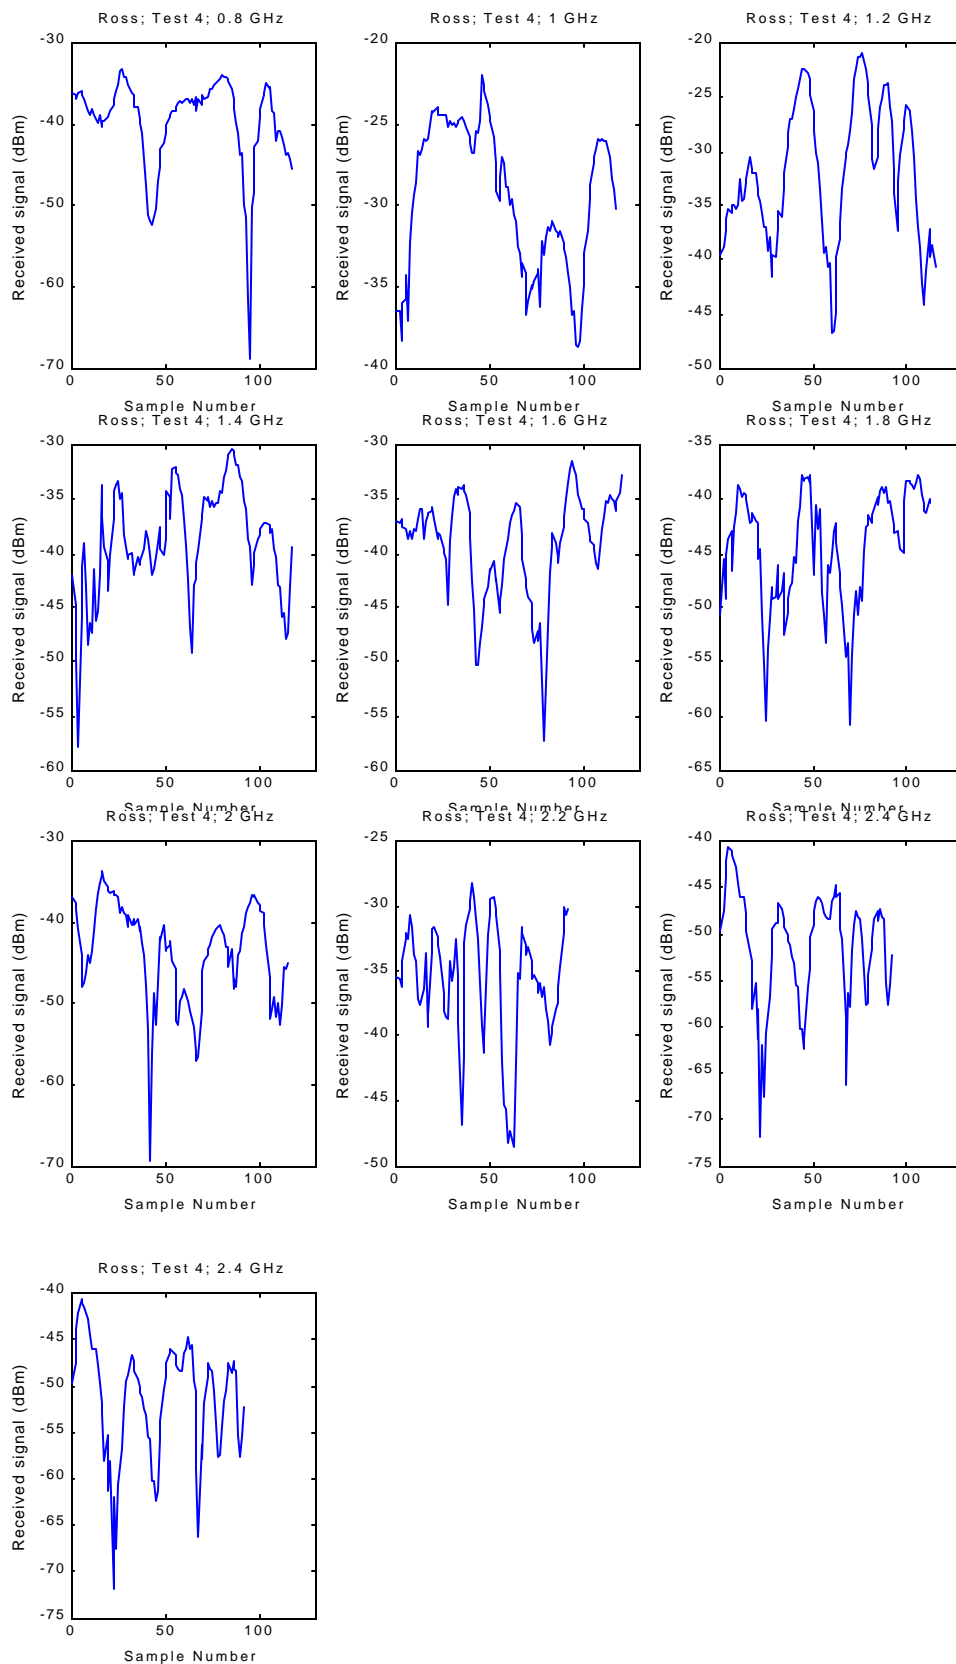 Ross; Test 4; 0.8 GHz
-30
-40
-50
-60
-70
0 50 100
Received signal (dBm)
Sample Number
Ross; Test 4; 1 GHz
-20
-25
-30
-35
-40
0 50 100
Received signal (dBm)
Sample Number
Ross; Test 4; 1.2 GHz
-20
-25
-30
-35
-40
-45
-50
0 50 100
Received signal (dBm)
Sample Number
Ross; Test 4; 1.4 GHz
-30
-35
-40
-45
-50
-55
-60
0 50 100
Received signal (dBm)
Sample Number
Ross; Test 4; 1.6 GHz
-30
-35
-40
-45
-50
-55
-60
0 50 100
Received signal (dBm)
Sample Number
Ross; Test 4; 1.8 GHz
-35
-40
-45
-50
-55
-60
-65
0 50 100
Received signal (dBm)
Sample Number
Ross; Test 4; 2 GHz
-30
-40
-50
-60
-70
0 50 100
Received signal (dBm)
Sample Number
Ross; Test 4; 2.2 GHz
-25
-30
-35
-40
-45
-50
0 50 100
Received signal (dBm)
Sample Number
Ross; Test 4; 2.4 GHz
-40
-45
-50
-55
-60
-65
-70
-75
0 50 100
Received signal (dBm)
Sample Number
Ross; Test 4; 2.4 GHz
-40
-45
-50
-55
-60
-65
-70
-75
0 50 100
Received signal (dBm)
Sample Number